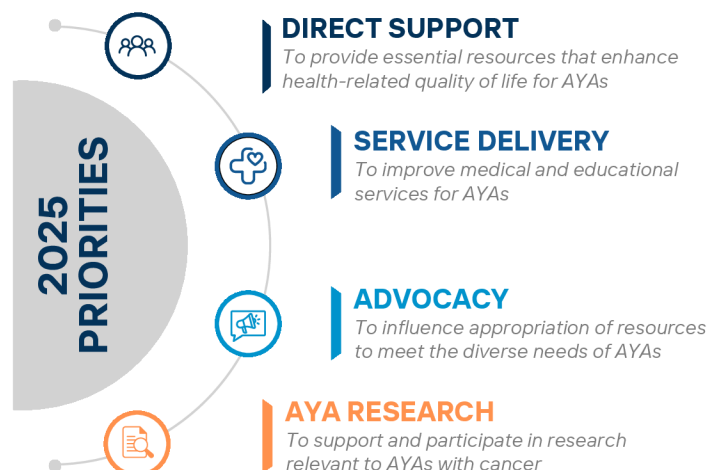 2025
PRIORITIES
DIRECT SUPPORT
To provide essential resources that enhance
health-related quality of life for AYAs
SERVICE DELIVERY
To improve medical and educational
services for AYAs
ADVOCACY
To influence appropriation of resources
to meet the diverse needs of AYAs
AYA RESEARCH
To support and participate in research
relevant to AYAs with cancer